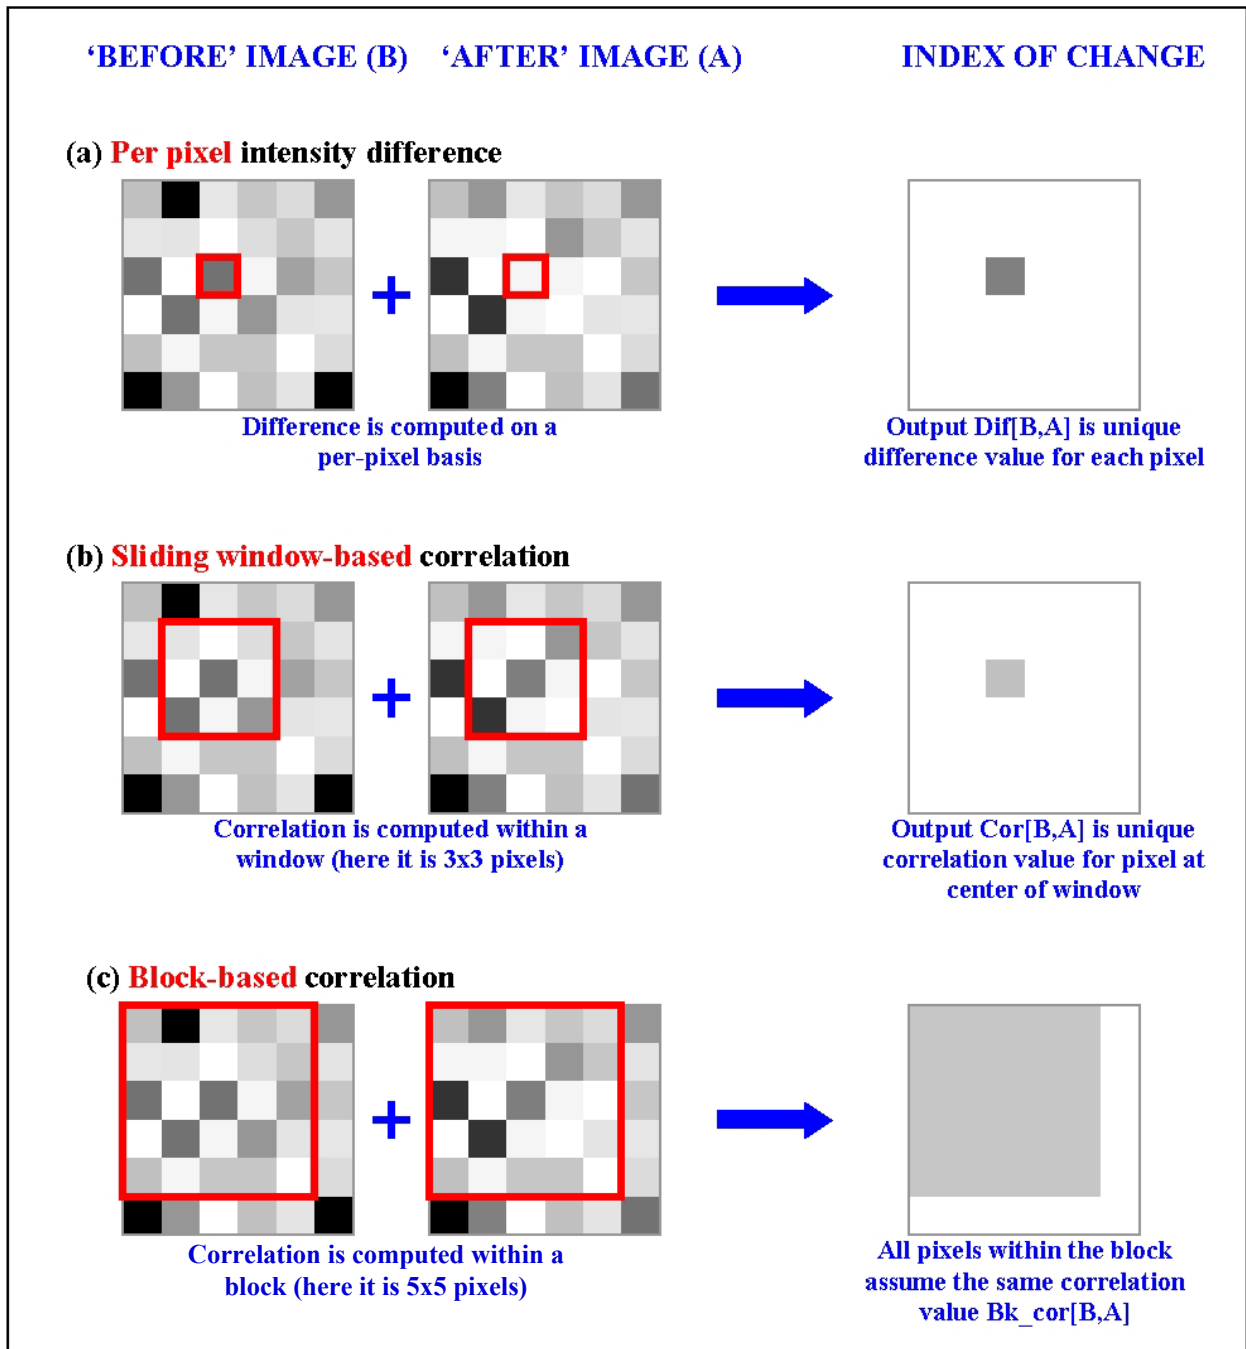 ‘BEFORE’ IMAGE (B) ‘AFTER’ IMAGE (A) INDEX OF CHANGE
(a) Per pixel intensity difference
+
Difference is computed on a
per-pixel basis
Output Dif[B,A] is unique
difference value for each pixel
(b) Sliding window-based correlation
+
Correlation is computed within a
window (here it is 3x3 pixels)
Output Cor[B,A] is unique
correlation value for pixel at
center of window
(c) Block-based correlation
+
Correlation is computed within a
block (here it is 5x5 pixels)
All pixels within the block
assume the same correlation
value Bk_cor[B,A]